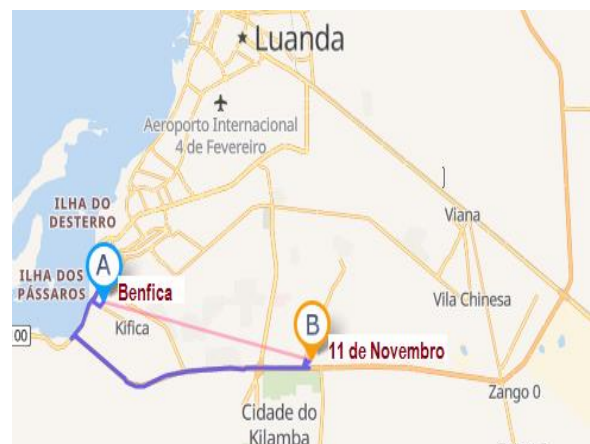 Luanda
Aeroporto Internacional
4 de Fevereiro
ILHA DO
DESTERRO
Viana
ILHA DOS
PÁSSAROS
A
Benfica
Vila Chinesa
Kifica
00
B
11 de Novembro
Zango 0
Cidade do
Kilamba